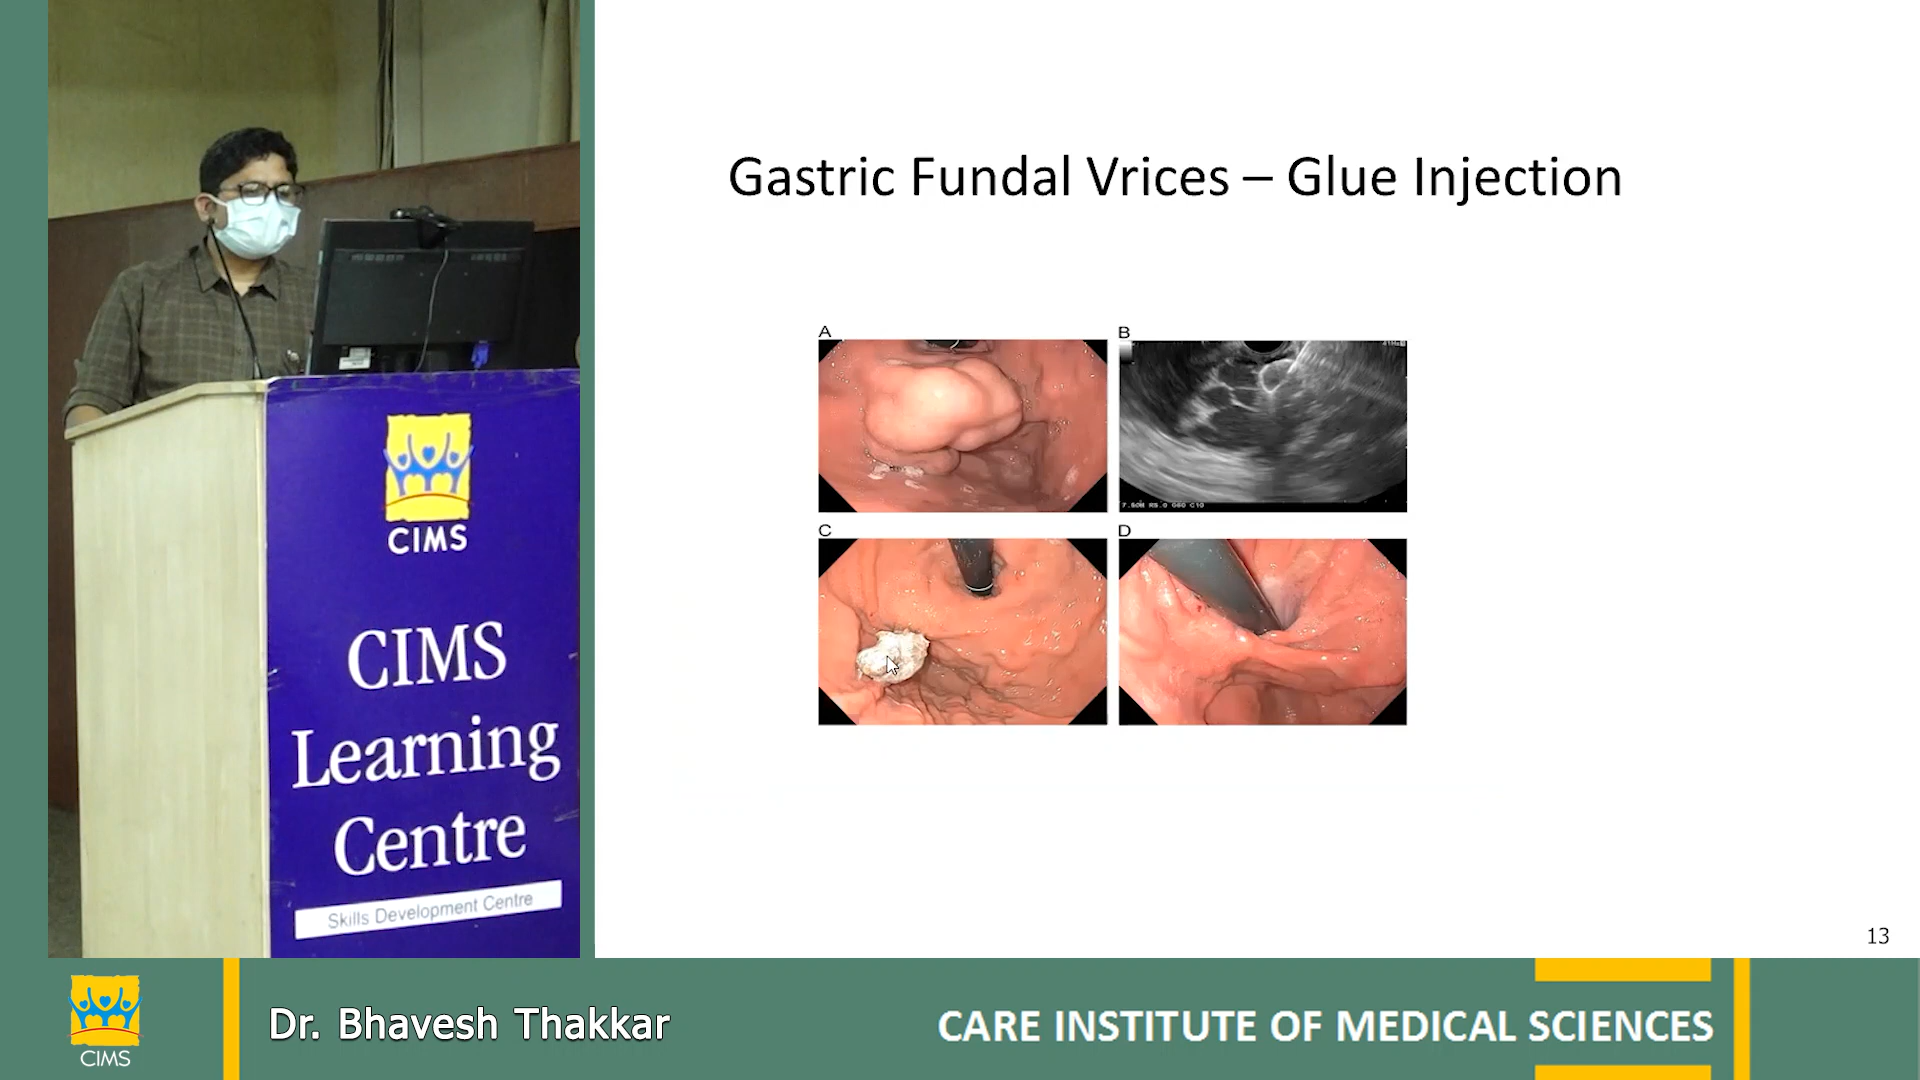 Gastric Fundal Vrices – Glue Injection
A
B
C
D
CIMS
CIMS
Learning
Centre
Skills Development Centre
13
CIMS
Dr. Bhavesh Thakkar
CARE INSTITUTE OF MEDICAL SCIENCES